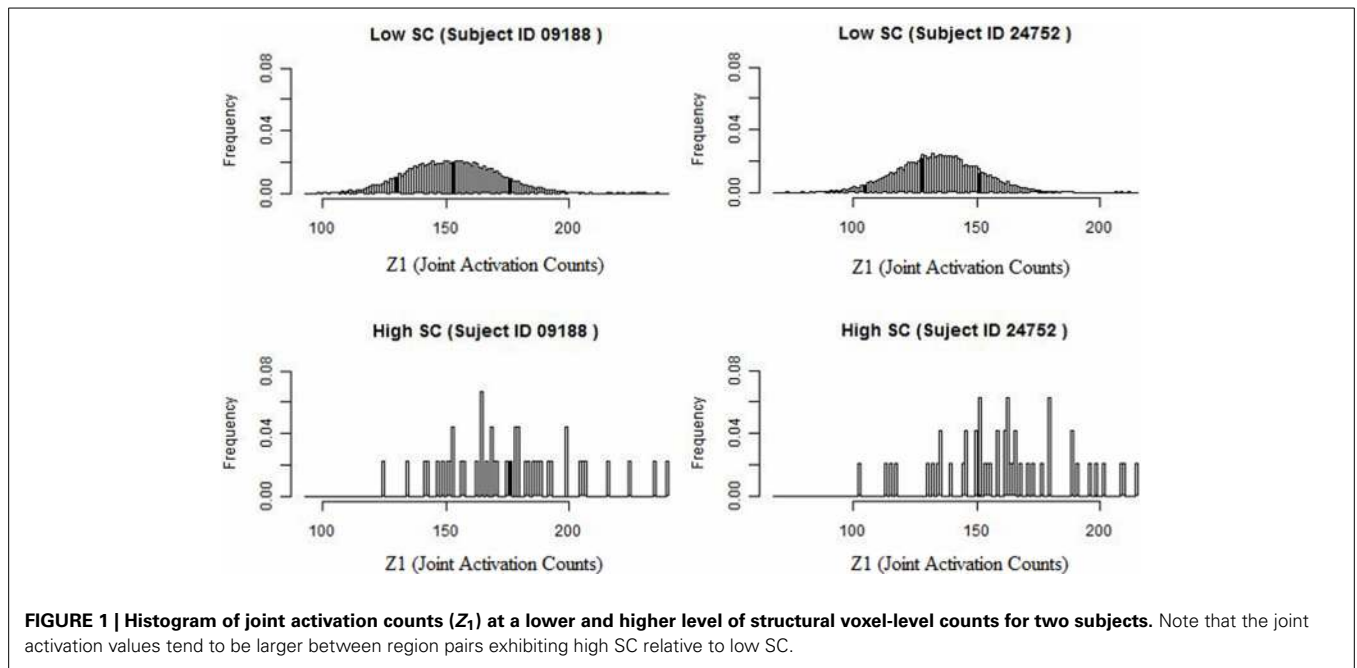 Low SC (Subject ID 09188 )
Frequency
0.00 0.04 0.08
100 150 200
Z1 (Joint Activation Counts)
Low SC (Subject ID 24752 )
Frequency
0.00 0.04 0.08
100 150 200
Z1 (Joint Activation Counts)
High SC (Suject ID 09188 )
Frequency
0.00 0.04 0.08
100 150 200
Z1 (Joint Activation Counts)
High SC (Suject ID 24752 )
Frequency
0.00 0.04 0.08
100 150 200
Z1 (Joint Activation Counts)
FIGURE 1 | Histogram of joint activation counts (Z1) at a lower and higher level of structural voxel-level counts for two subjects. Note that the joint
activation values tend to be larger between region pairs exhibiting high SC relative to low SC.